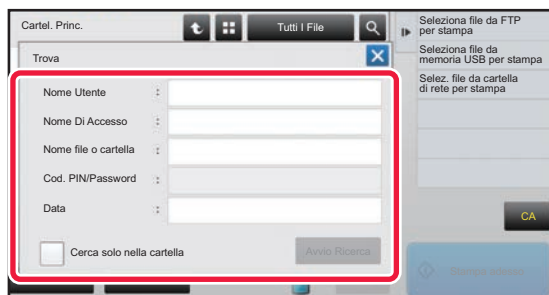 Cartel. Princ.
Tutti I File
Seleziona file da FTP
per stampa
Seleziona file da
memoria USB per stampa
Selez. file da cartella
di rete per stampa
Trova
Nome Utente :
Nome Di Accesso :
Nome file o cartella :
Cod. PIN/Password :
Data :
Cerca solo nella cartella
Avvio Ricerca
CA
Stampa adesso